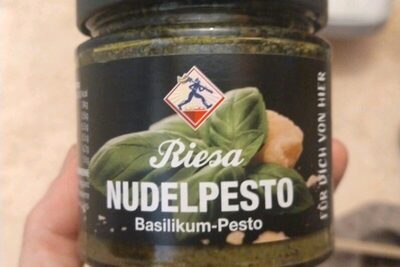 Riesa
NUDELPESTO
Basilikum-Pesto
FÜR DICH VON HIER